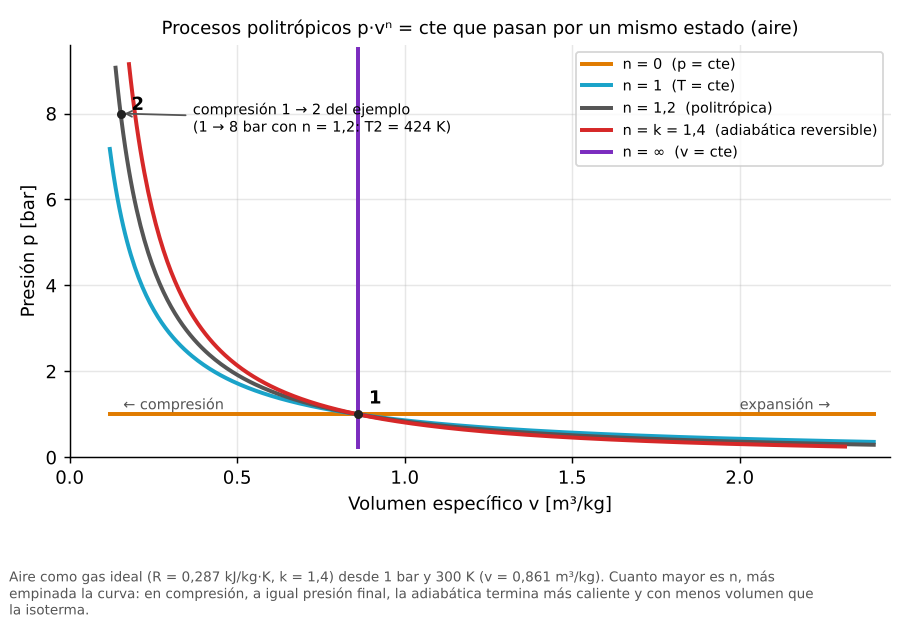 Procesos politrópicos p·vⁿ = cte que pasan por un mismo estado (aire)
n = 0 (p = cte)
n = 1 (T = cte)
n = 1,2 (politrópica)
n = k = 1,4 (adiabática reversible)
n = ∞ (v = cte)
2
compresión 1 → 2 del ejemplo
(1 → 8 bar con n = 1,2: T2 = 424 K)
1
← compresión
expansión →
Presión p [bar]
8
6
4
2
0
0.0
0.5
1.0
1.5
2.0
Volumen específico v [m³/kg]
Aire como gas ideal (R = 0,287 kJ/kg·K, k = 1,4) desde 1 bar y 300 K (v = 0,861 m³/kg). Cuanto mayor es n, más
empinada la curva: en compresión, a igual presión final, la adiabática termina más caliente y con menos volumen que
la isoterma.